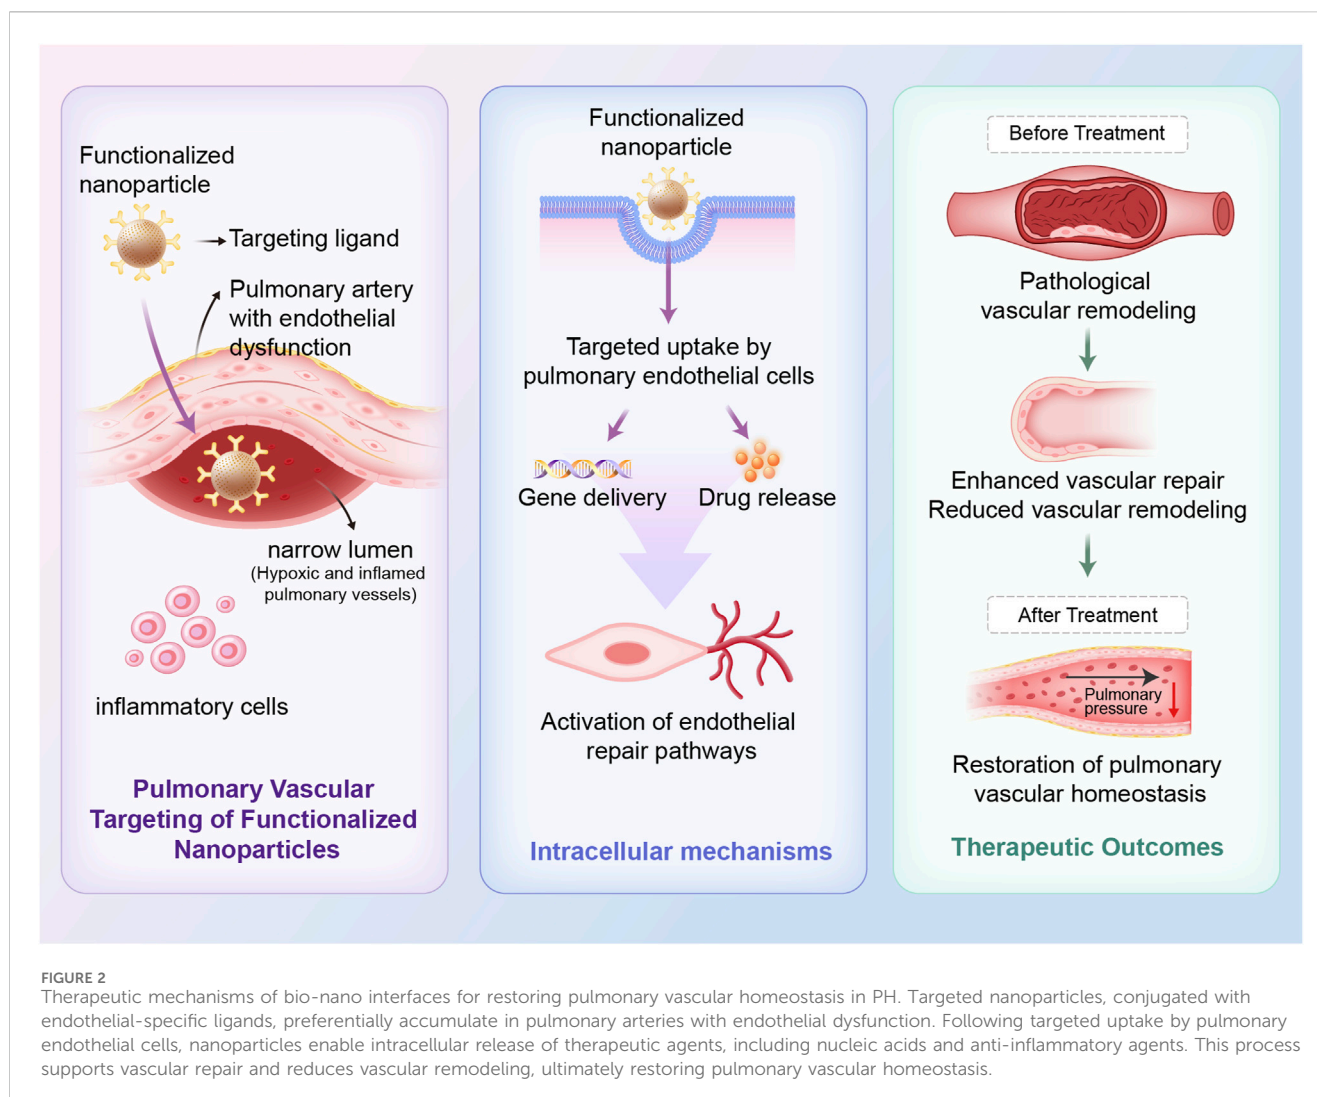 Functionalized
nanoparticle
Targeting ligand
Pulmonary artery
with endothelial
dysfunction
narrow lumen
(Hypoxic and inflamed
pulmonary vessels)
inflammatory cells
Pulmonary Vascular
Targeting of Functionalized
Nanoparticles
Functionalized
nanoparticle
Targeted uptake by
pulmonary endothelial cells
Gene delivery
Drug release
Activation of endothelial
repair pathways
Intracellular mechanisms
Before Treatment
Pathological
vascular remodeling
Enhanced vascular repair
Reduced vascular remodeling
After Treatment
Pulmonary
pressure
Restoration of pulmonary
vascular homeostasis
Therapeutic Outcomes
FIGURE 2
Therapeutic mechanisms of bio-nano interfaces for restoring pulmonary vascular homeostasis in PH. Targeted nanoparticles, conjugated with
endothelial-specific ligands, preferentially accumulate in pulmonary arteries with endothelial dysfunction. Following targeted uptake by pulmonary
endothelial cells, nanoparticles enable intracellular release of therapeutic agents, including nucleic acids and anti-inflammatory agents. This process
supports vascular repair and reduces vascular remodeling, ultimately restoring pulmonary vascular homeostasis.